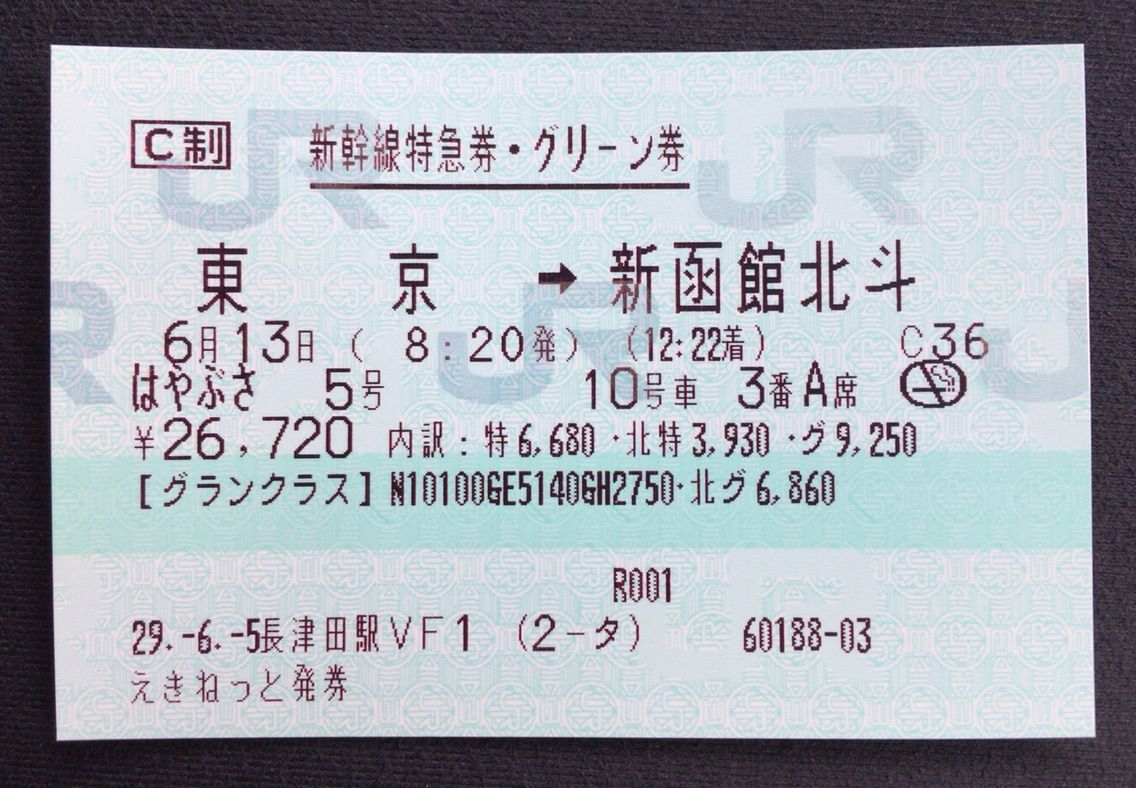 C制 新幹線特急券・グリーン券
東京 → 新函館北斗
6月13日 ( 8:20発) (12:22着) C36
はやぶさ 5号 10号車 3番A席
¥26,720 内訳:特6,680・北特3,930・グ9,250
【グランクラス】N10100GE5140GH2750・北グ6,860
R001
29.-6.-5長津田駅VF1 (2-タ) 60188-03
えきねっと発券